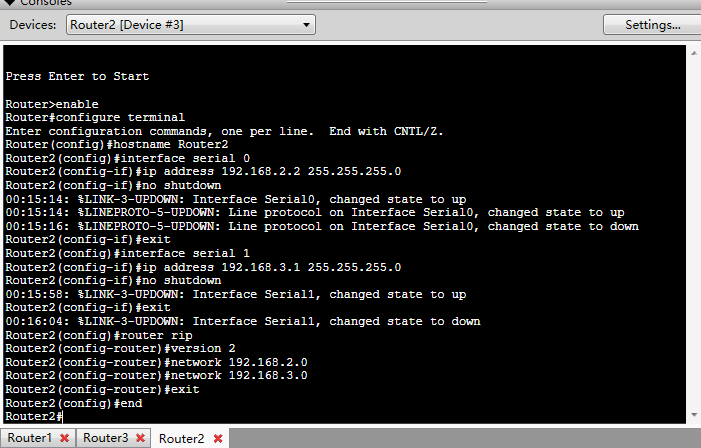 Consoles
Devices: Router2 [Device #3] Settings...
Press Enter to Start
Router>enable
Router#configure terminal
Enter configuration commands, one per line.  End with CNTL/Z.
Router(config)#hostname Router2
Router2(config)#interface serial 0
Router2(config-if)#ip address 192.168.2.2 255.255.255.0
Router2(config-if)#no shutdown
00:15:14: %LINK-3-UPDOWN: Interface Serial0, changed state to up
00:15:14: %LINEPROTO-5-UPDOWN: Line protocol on Interface Serial0, changed state to up
00:15:16: %LINEPROTO-5-UPDOWN: Line protocol on Interface Serial0, changed state to down
Router2(config-if)#exit
Router2(config)#interface serial 1
Router2(config-if)#ip address 192.168.3.1 255.255.255.0
Router2(config-if)#no shutdown
00:15:58: %LINK-3-UPDOWN: Interface Serial1, changed state to up
Router2(config-if)#exit
00:16:04: %LINK-3-UPDOWN: Interface Serial1, changed state to down
Router2(config)#router rip
Router2(config-router)#version 2
Router2(config-router)#network 192.168.2.0
Router2(config-router)#network 192.168.3.0
Router2(config-router)#exit
Router2(config)#end
Router2#
Router1 Router3 Router2